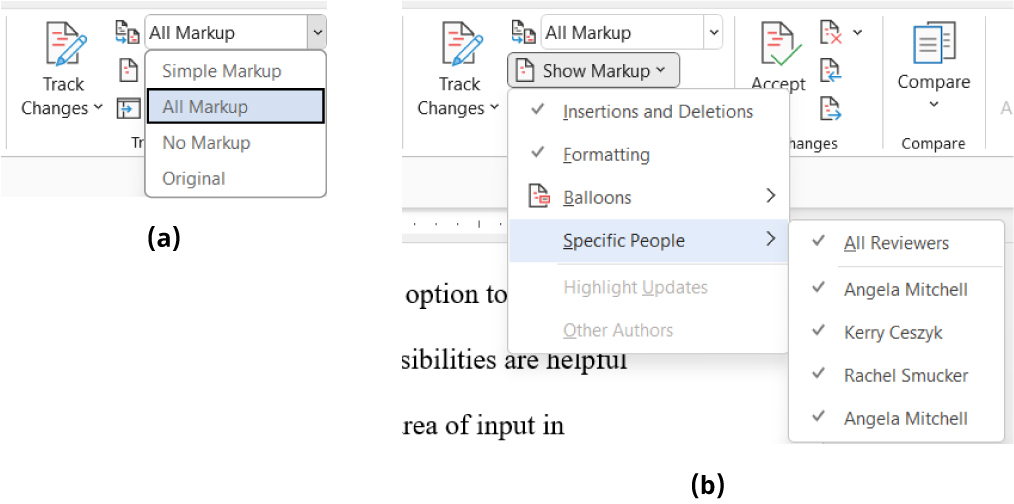 All Markup
Track
Changes
Simple Markup
All Markup
No Markup
Original
Tr
(a)
All Markup
Show Markup
Track
Changes
Accept
Compare
A
hanges
Compare
Insertions and Deletions
Formatting
Balloons
Specific People
Highlight Updates
Other Authors
All Reviewers
Angela Mitchell
Kerry Ceszyk
Rachel Smucker
Angela Mitchell
option to
sibilities are helpful
rea of input in
(b)